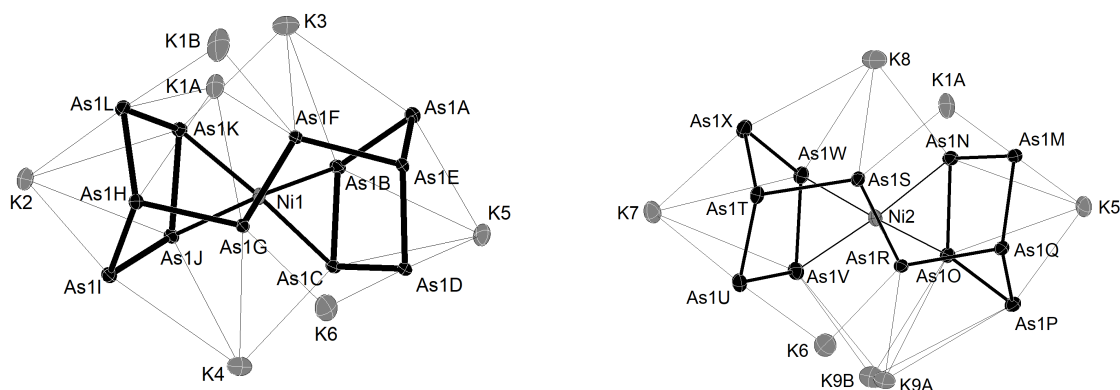 K3
K1B
K1A
As1L
As1F
As1A
As1K
As1H
As1B
As1E
K2
Ni1
As1G
As1J
K5
As1I
As1C
As1D
K6
K4
K8
K1A
As1X
As1N
As1M
As1W
As1S
K7
As1T
K5
Ni2
As1R
As1Q
As1U
As1V
As1O
As1P
K6
K9B
K9A